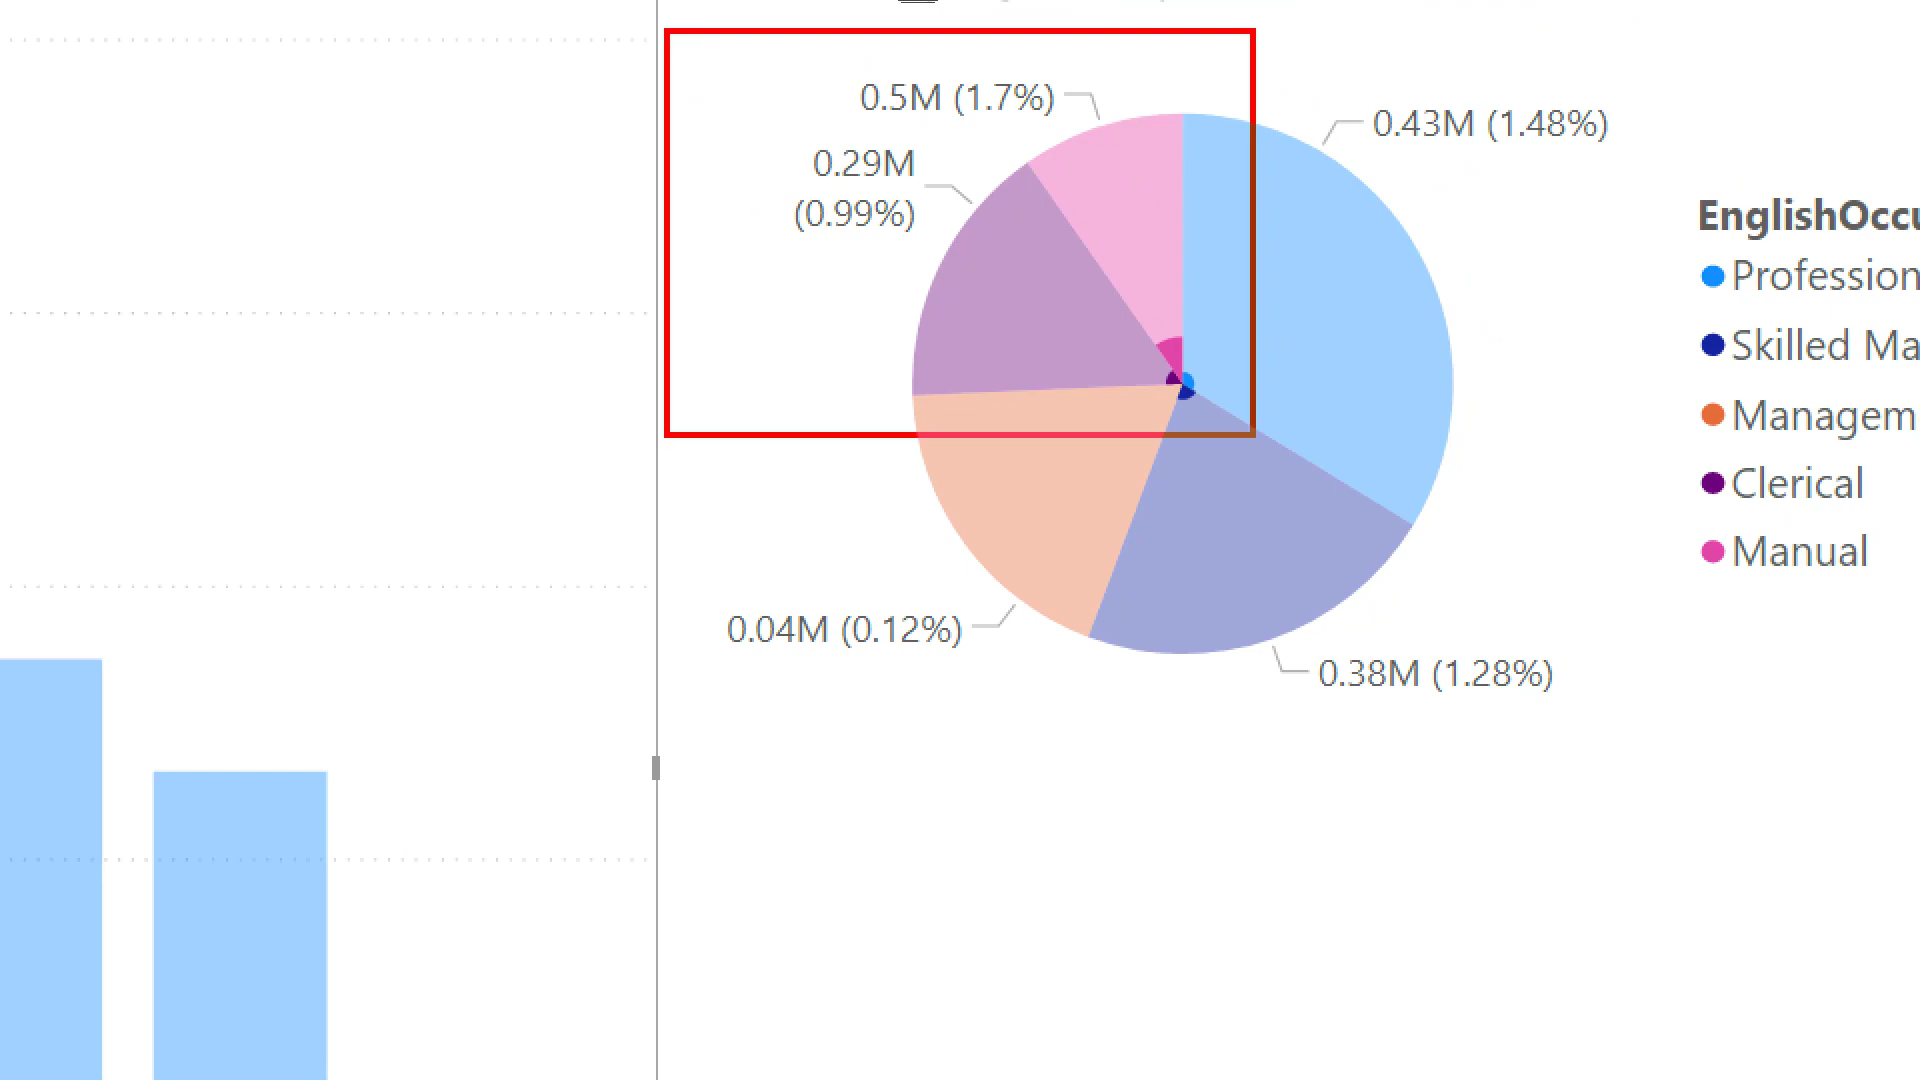 0.5M (1.7%)
0.43M (1.48%)
0.29M
(0.99%)
0.04M (0.12%)
0.38M (1.28%)
EnglishOccu
Profession
Skilled Ma
Managem
Clerical
Manual